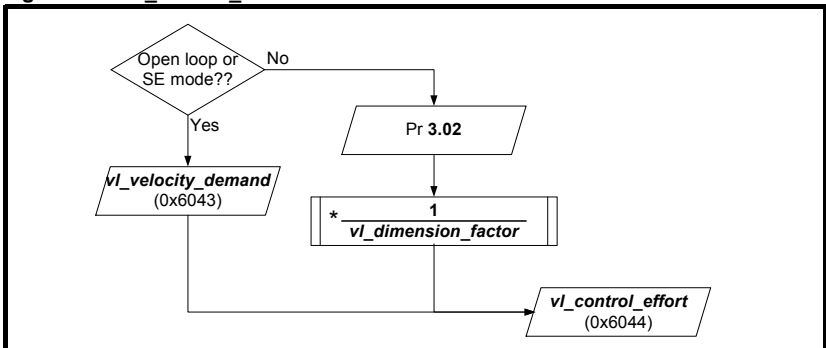 Open loop or
SE mode??
No
Yes
Pr 3.02
vl_velocity_demand
(0x6043)
* 1
vl_dimension_factor
vl_control_effort
(0x6044)